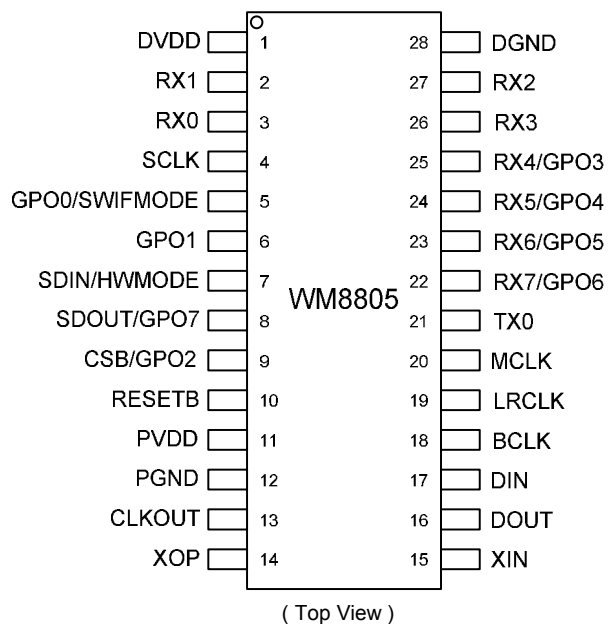 DVDD 1 28 DGND
RX1 2 27 RX2
RX0 3 26 RX3
SCLK 4 25 RX4/GPO3
GPO0/SWIFMODE 5 24 RX5/GPO4
GPO1 6 23 RX6/GPO5
SDIN/HWMODE 7 22 RX7/GPO6
WM8805
SDOUT/GPO7 8 21 TX0
CSB/GPO2 9 20 MCLK
RESETB 10 19 LRCLK
PVDD 11 18 BCLK
PGND 12 17 DIN
CLKOUT 13 16 DOUT
XOP 14 15 XIN
( Top View )